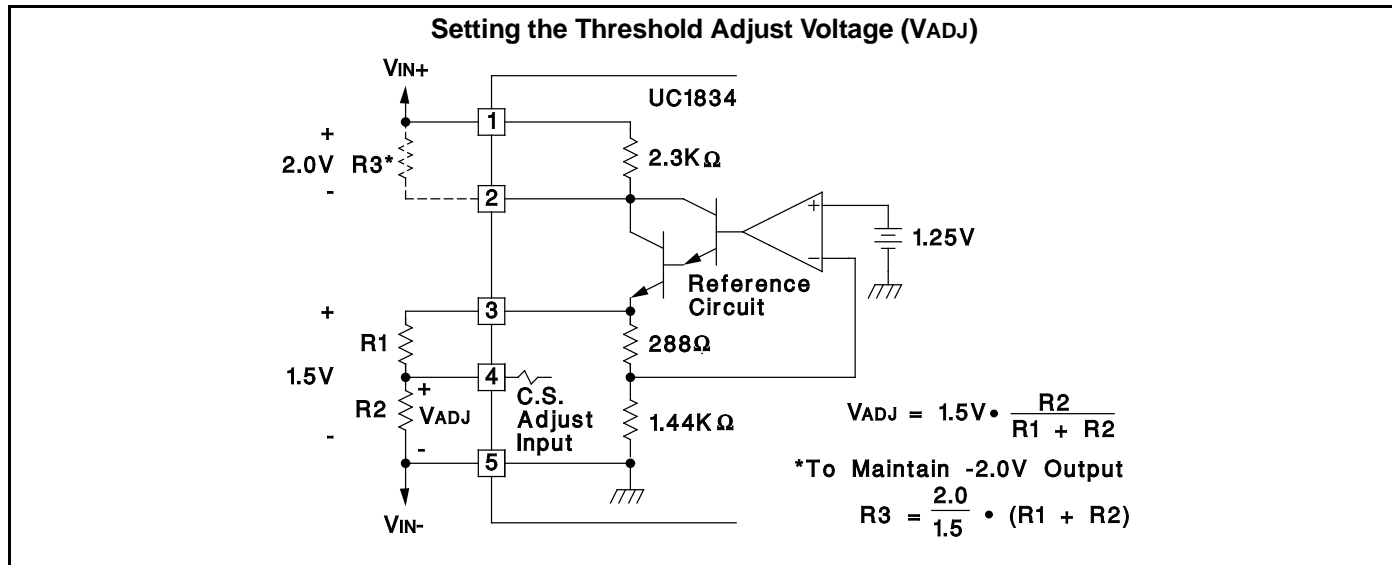 Setting the Threshold Adjust Voltage (VADJ)
VIN+
UC1834
1
+
2.3KΩ
2.0V R3*
-
2
+
1.25V
−
Reference
Circuit
+
3
R1
288Ω
1.5V
4
+
C.S.
Adjust
Input
R2
VADJ
1.44KΩ
-
-
5
VIN-
VADJ = 1.5V • R2
R1 + R2
*To Maintain -2.0V Output
R3 = 2.0 • (R1 + R2)
1.5